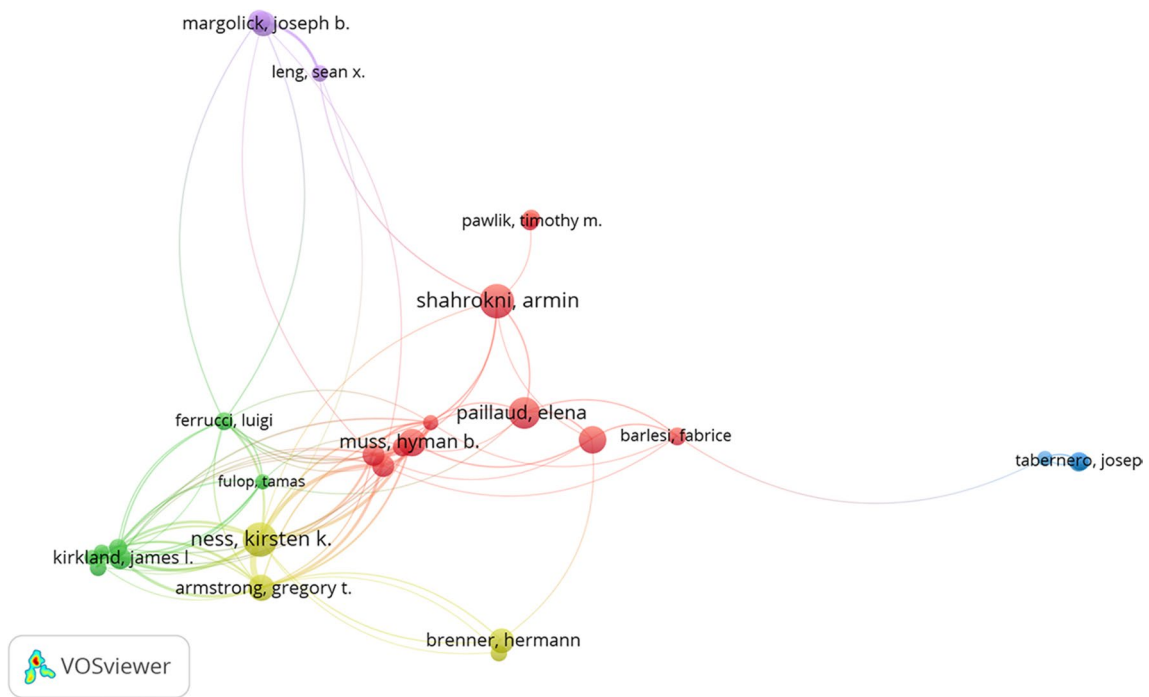 margolick, joseph b.
leng, sean x.
pawlik, timothy m.
shahrokni, armin
ferrucci, luigi
paillaud, elena
muss, hyman b.
barlesi, fabrice
tabernero, josep
fulop, tamas
ness, kirsten k.
kirkland, james l.
armstrong, gregory t.
brenner, hermann
VOSviewer